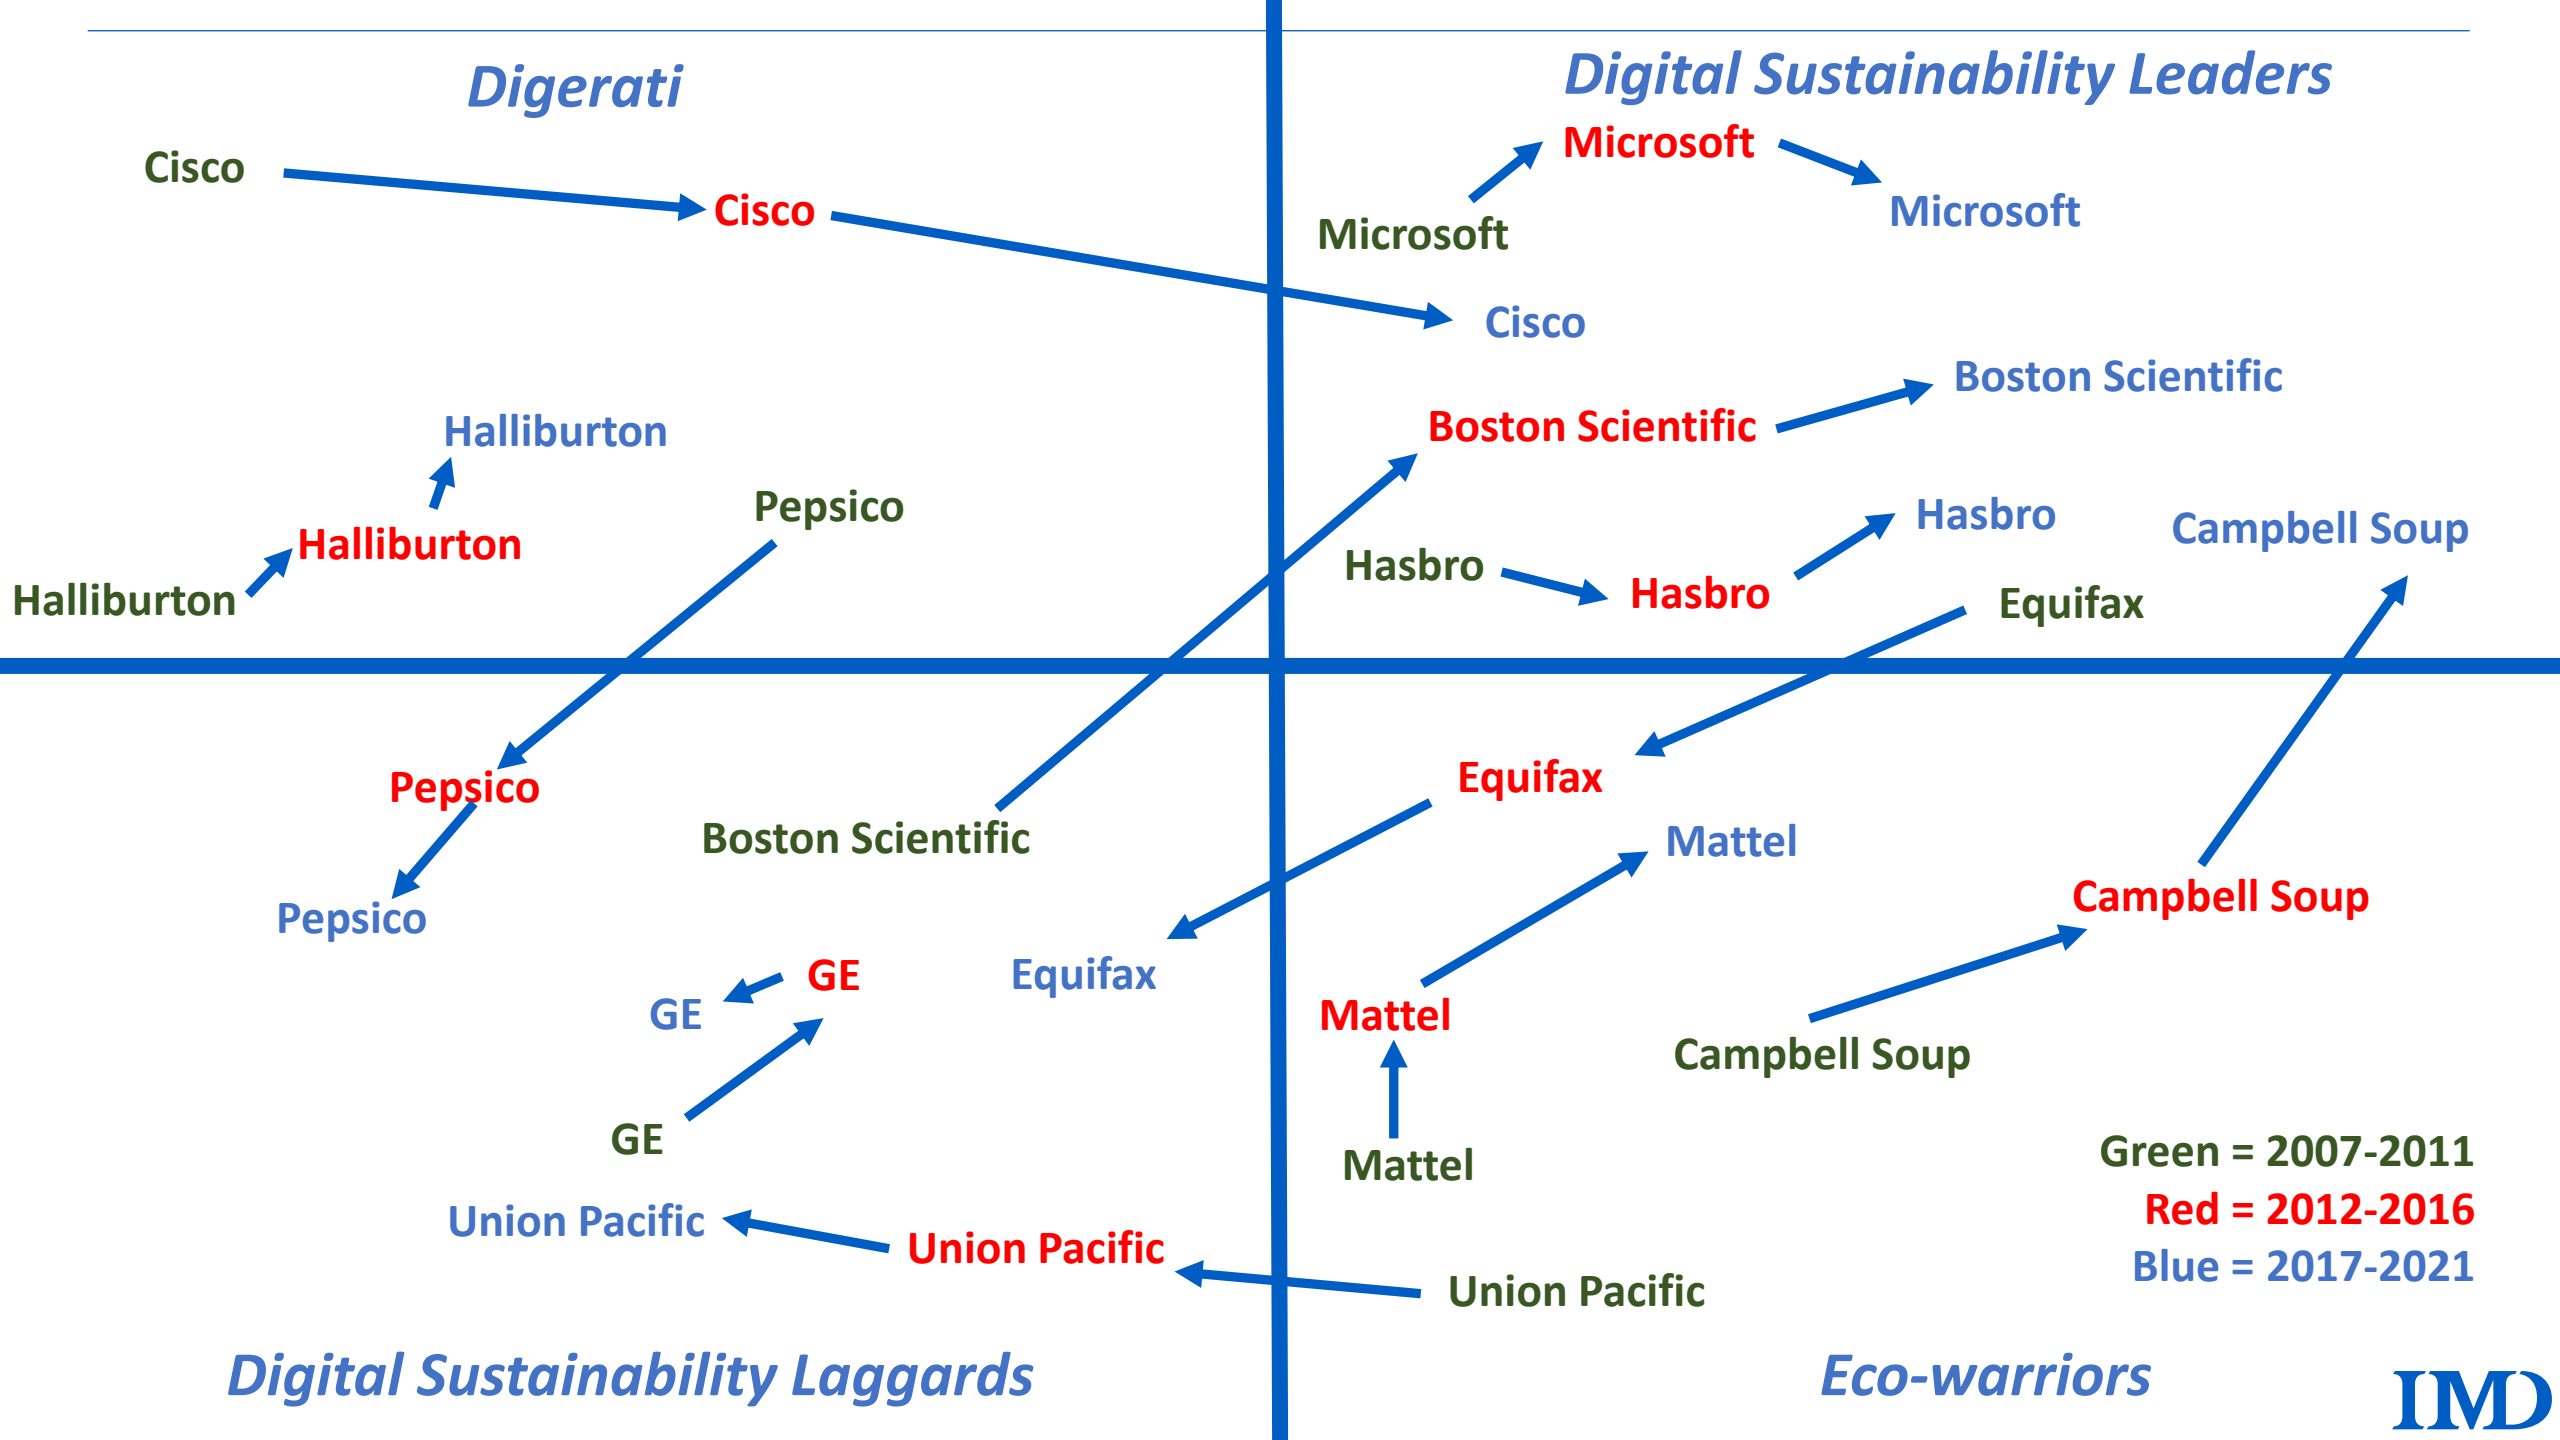 Digerati
Digital Sustainability Leaders
Cisco
Cisco
Microsoft
Microsoft
Microsoft
Cisco
Halliburton
Halliburton
Halliburton
Pepsico
Boston Scientific
Boston Scientific
Hasbro
Hasbro
Hasbro
Campbell Soup
Equifax
Pepsico
Pepsico
Boston Scientific
GE
GE
GE
Equifax
Union Pacific
Union Pacific
Equifax
Mattel
Mattel
Mattel
Campbell Soup
Campbell Soup
Union Pacific
Green = 2007-2011
Red = 2012-2016
Blue = 2017-2021
Digital Sustainability Laggards
Eco-warriors
IMD